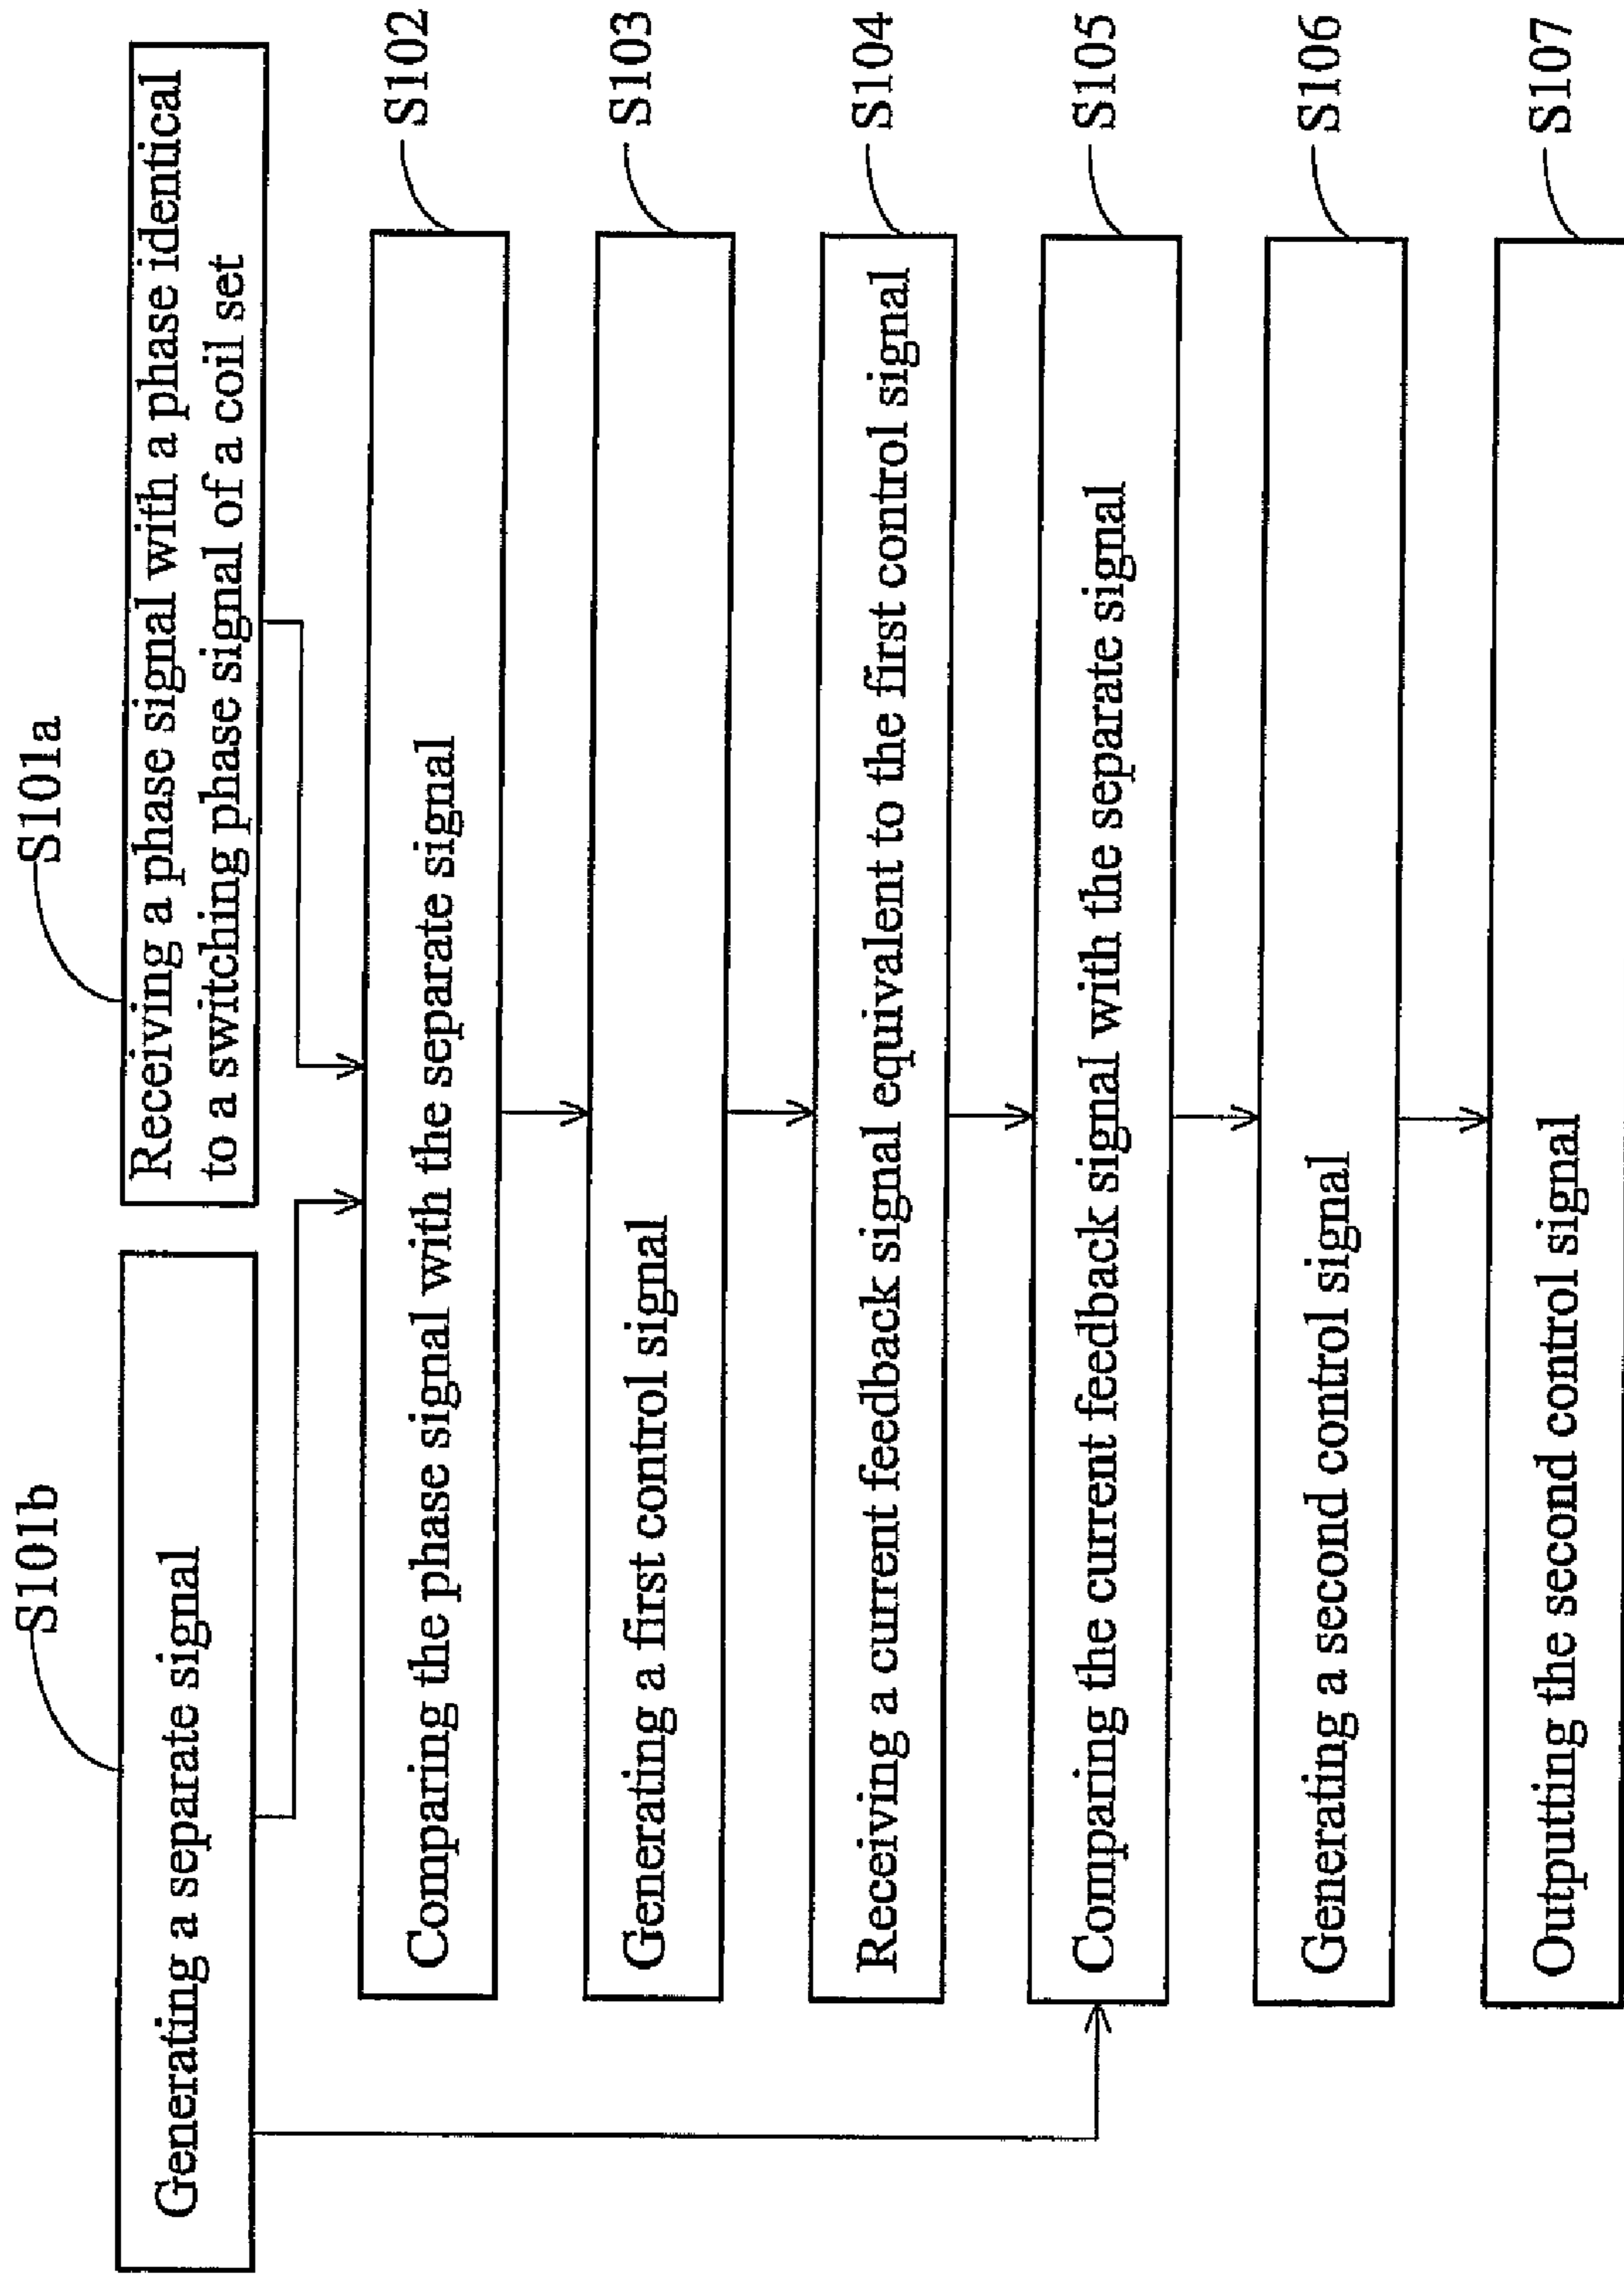 S101b
S101a
Generating a separate signal
Receiving a phase signal with a phase identical
to a switching phase signal of a coil set
Comparing the phase signal with the separate signal
S102
Generating a first control signal
S103
Receiving a current feedback signal equivalent to the first control signal
S104
Comparing the current feedback signal with the separate signal
S105
Generating a second control signal
S106
Outputting the second control signal
S107